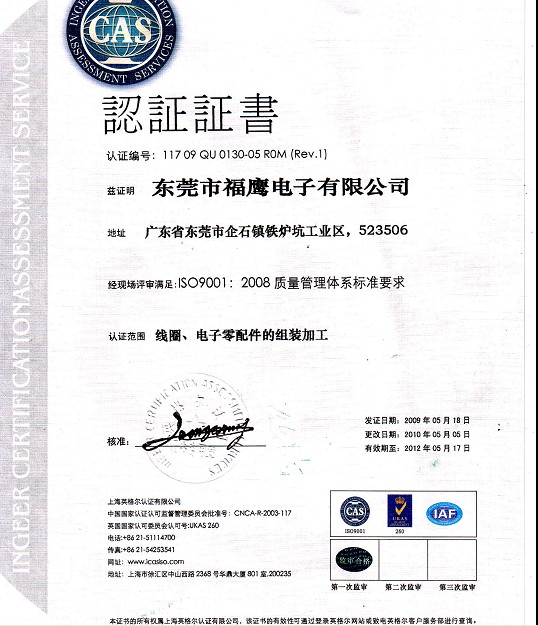 CAS
ASSESSMENT SERVICES
INGEER CERTIFICATIONASSESSMENT SERVICE
認証証書
认证编号: 117 09 QU 0130-05 R0M (Rev.1)
兹证明 东莞市福鹰电子有限公司
地址 广东省东莞市企石镇铁炉坑工业区，523506
经现场评审满足:ISO9001：2008 质量管理体系标准要求
认证范围 线圈、电子零配件的组装加工
发证日期: 2009 年 05 月 18 日
更改日期: 2010 年 05 月 05 日
核准:
有效期至: 2012 年 05 月 17 日
上海英格尔认证有限公司
中国国家认证认可监督管理委员会批准号: CNCA-R-2003-117
英国国家认可委员会认可号:UKAS 260
电话:+86 21-51114700
传真:+86 21-54253541
网址: www.icasiso.com
地址: 上海市徐汇区中山西路 2368 号华鼎大厦 801 室,200235
CAS
ISO9001
UKAS
260
IAF
监审合格
第一次监审 第二次监审 第三次监审
本证书的所有权属上海英格尔认证有限公司，该证书的有效性可通过登录英格尔网站或致电英格尔客户服务部进行查询。